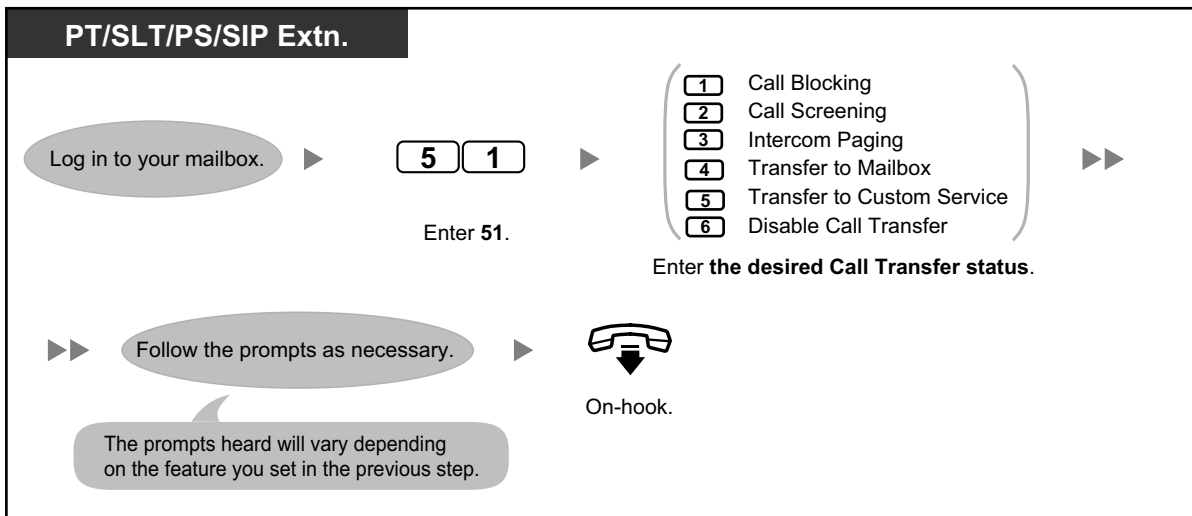 PT/SLT/PS/SIP Extn.
Log in to your mailbox.
5 1
Enter 51.
1 Call Blocking
2 Call Screening
3 Intercom Paging
4 Transfer to Mailbox
5 Transfer to Custom Service
6 Disable Call Transfer
Enter the desired Call Transfer status.
Follow the prompts as necessary.
The prompts heard will vary depending
on the feature you set in the previous step.
On-hook.